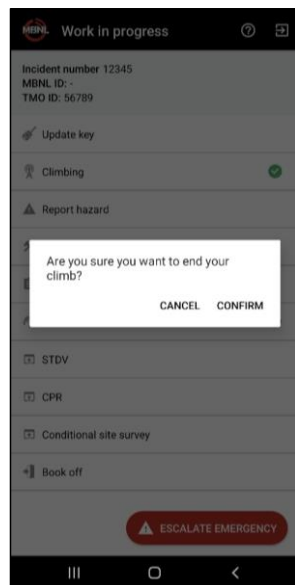 MBNL Work in progress
Incident number 12345
MBNL ID: -
TMO ID: 56789
Update key
Climbing
Report hazard
Are you sure you want to end your
climb?
CANCEL CONFIRM
STDV
CPR
Conditional site survey
Book off
ESCALATE EMERGENCY